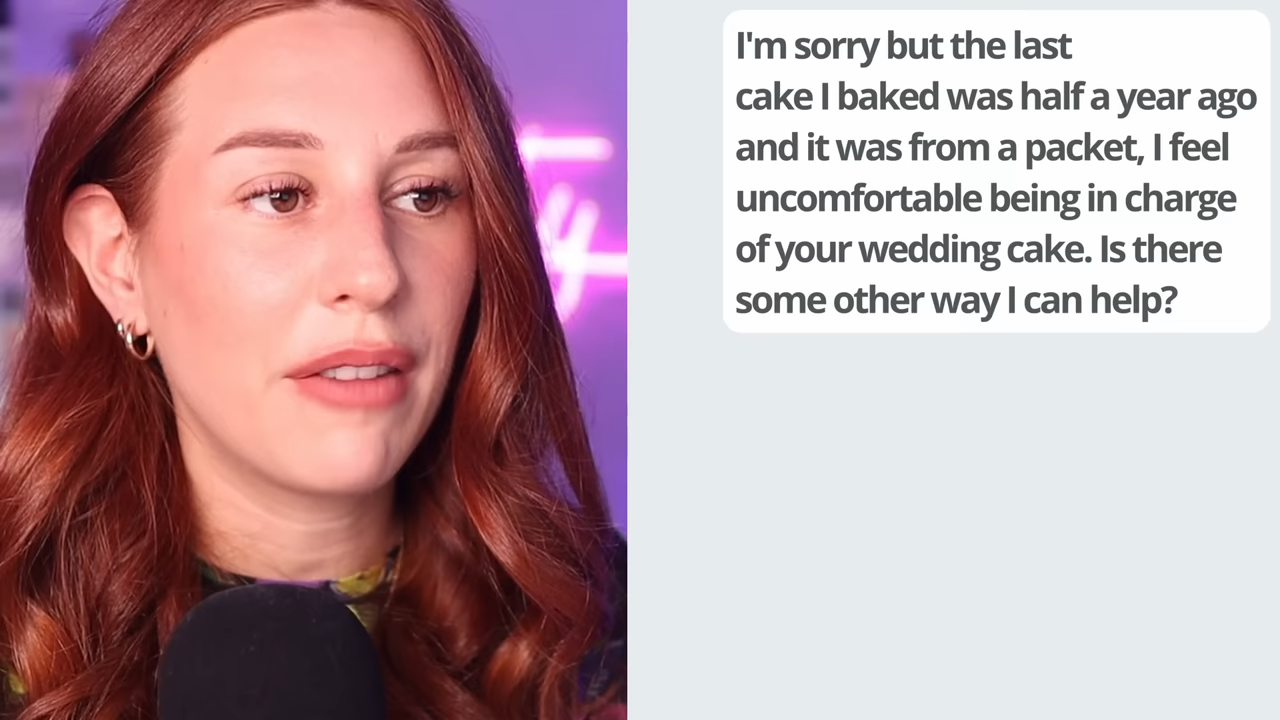 I'm sorry but the last
cake I baked was half a year ago
and it was from a packet, I feel
uncomfortable being in charge
of your wedding cake. Is there
some other way I can help?